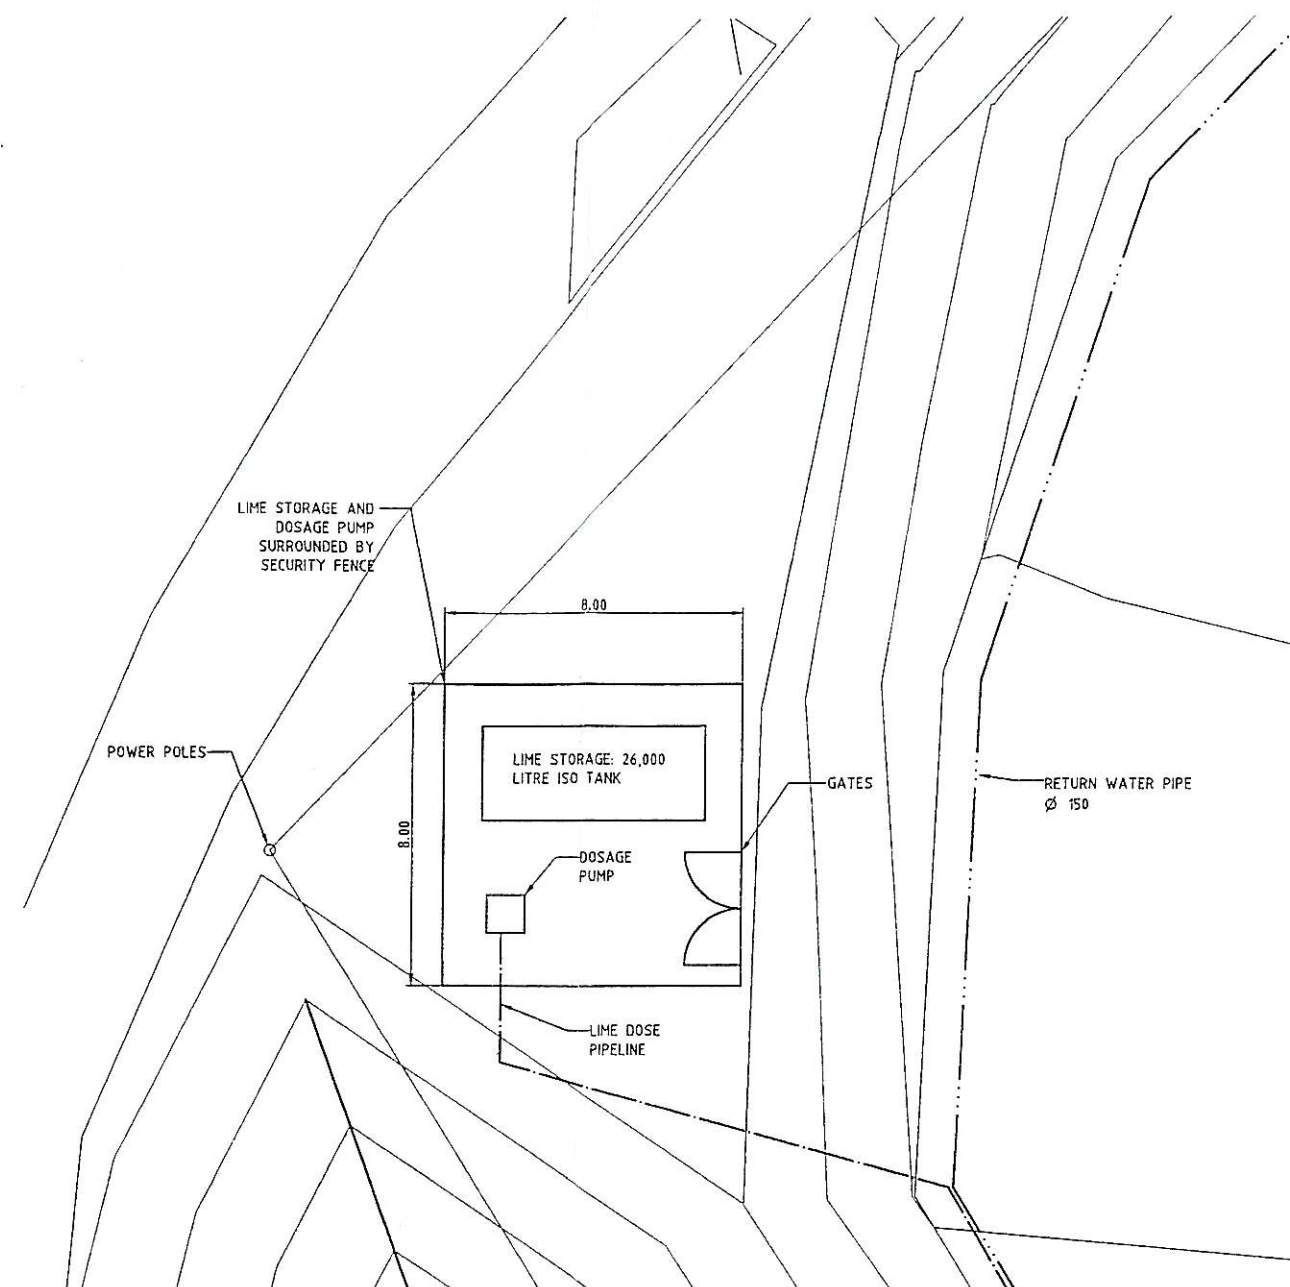 LIME STORAGE AND
DOSAGE PUMP
SURROUNDED BY
SECURITY FENCE
8.00
POWER POLES
LIME STORAGE: 26,000
LITRE ISO TANK
GATES
RETURN WATER PIPE
Ø 150
8.00
DOSAGE
PUMP
LIME DOSE
PIPELINE